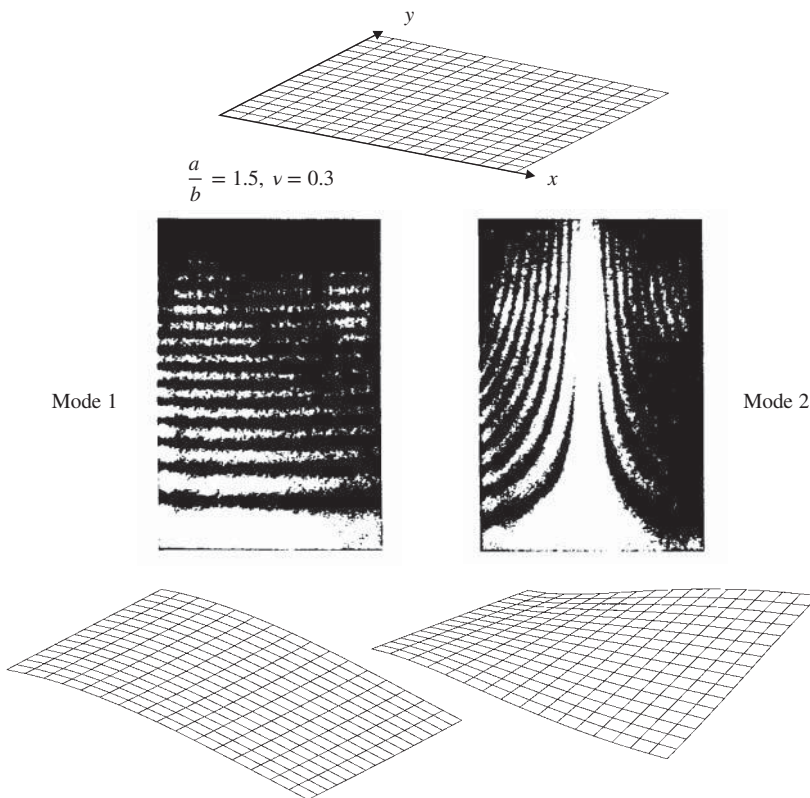 y
x
a/b = 1.5, ν = 0.3
Mode 1
Mode 2